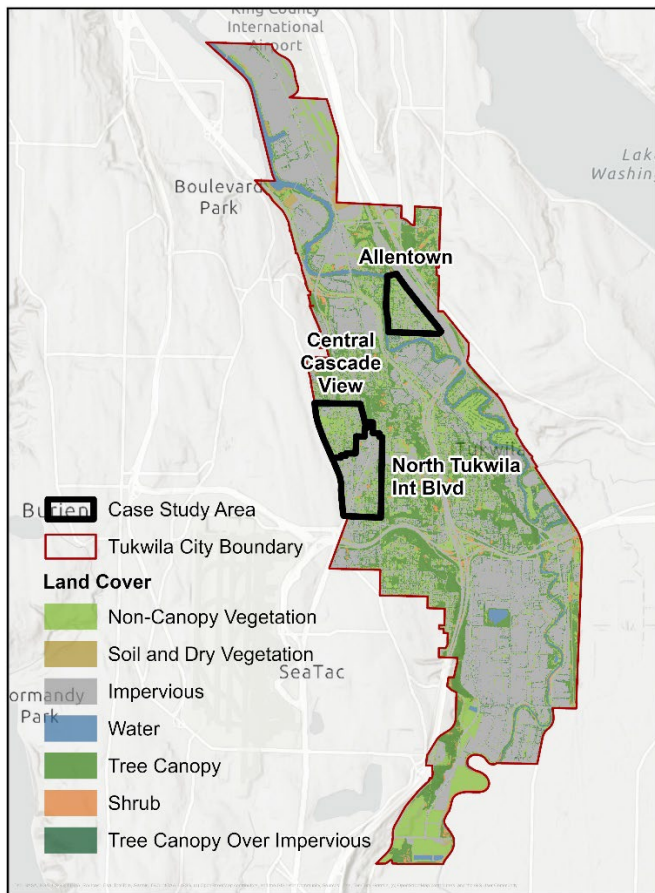 King County
International
Airport
Lake
Washing
Boulevard
Park
Allentown
Central
Cascade
View
Tukwila
North Tukwila
Int Blvd
Burien
Case Study Area
Tukwila City Boundary
Land Cover
Non-Canopy Vegetation
Soil and Dry Vegetation
Impervious
SeaTac
ormandy
Park
Water
Tree Canopy
Shrub
Tree Canopy Over Impervious